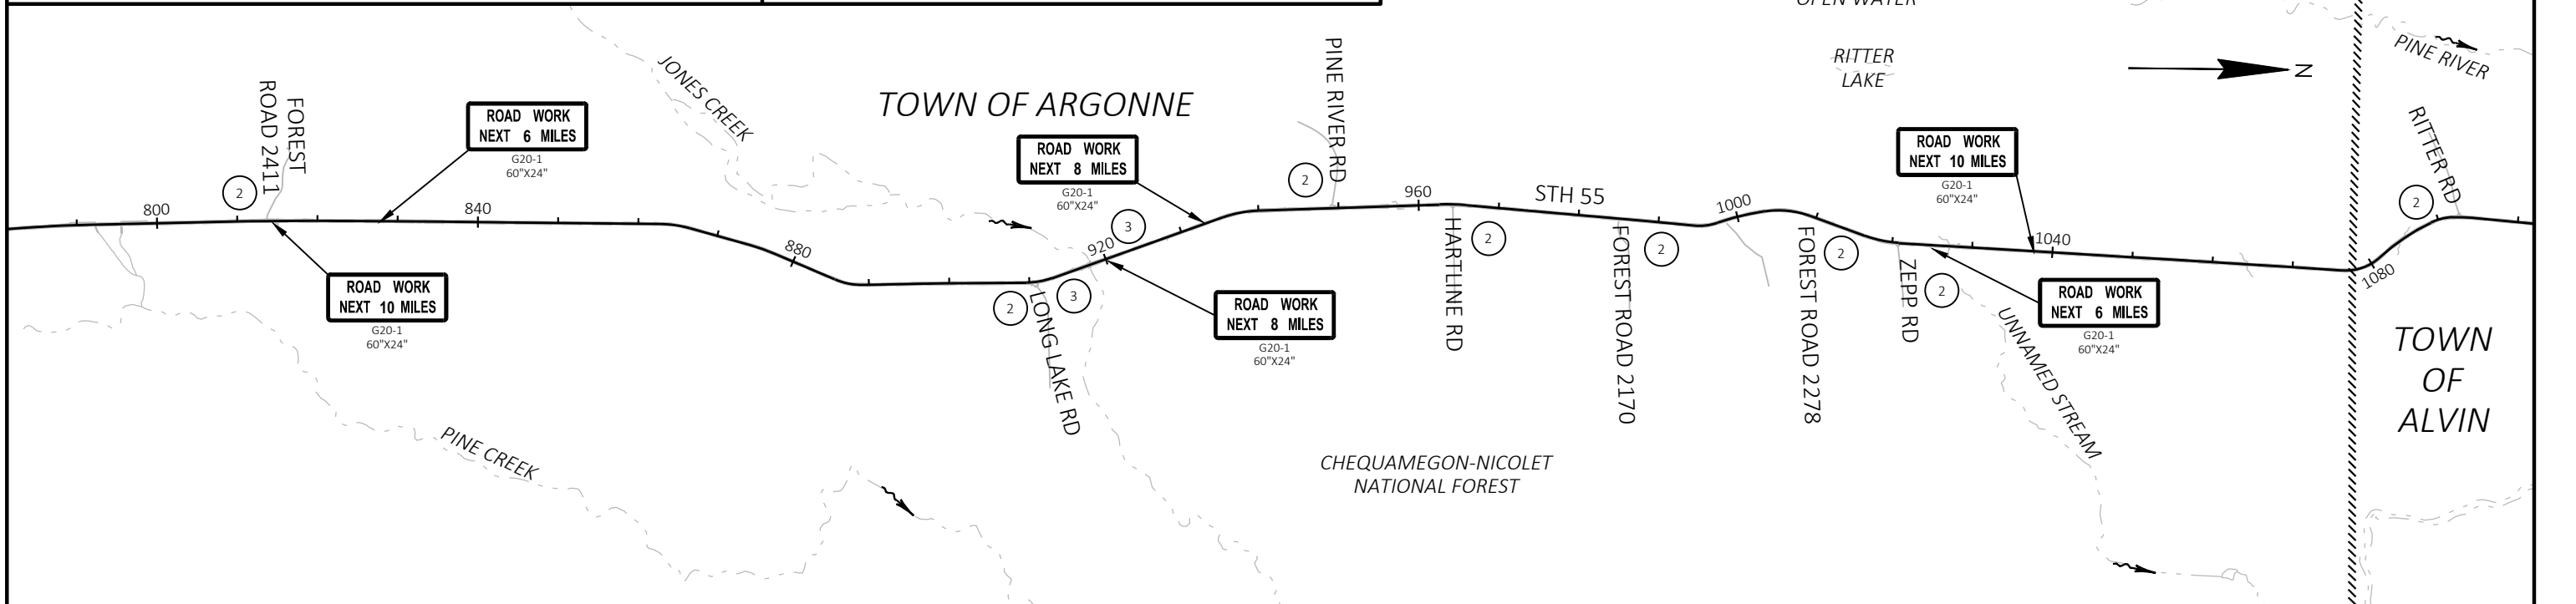 OPEN WATER
PINE RIVER
RITTER
LAKE
N
JONES CREEK
TOWN OF ARGONNE
PINE RIVER RD
FOREST
ROAD 2411
ROAD WORK
NEXT 6 MILES
G20-1
60"X24"
ROAD WORK
NEXT 8 MILES
G20-1
60"X24"
ROAD WORK
NEXT 10 MILES
G20-1
60"X24"
RITTER RD
2
2
2
800
840
880
3
920
960
STH 55
1000
1040
1080
HARTLINE RD
2
FOREST ROAD 2170
2
FOREST ROAD 2278
2
ZEPP RD
2
ROAD WORK
NEXT 10 MILES
G20-1
60"X24"
2
LONG LAKE RD
3
ROAD WORK
NEXT 8 MILES
G20-1
60"X24"
UNNAMED STREAM
ROAD WORK
NEXT 6 MILES
G20-1
60"X24"
TOWN
OF
ALVIN
PINE CREEK
CHEQUAMEGON-NICOLET
NATIONAL FOREST